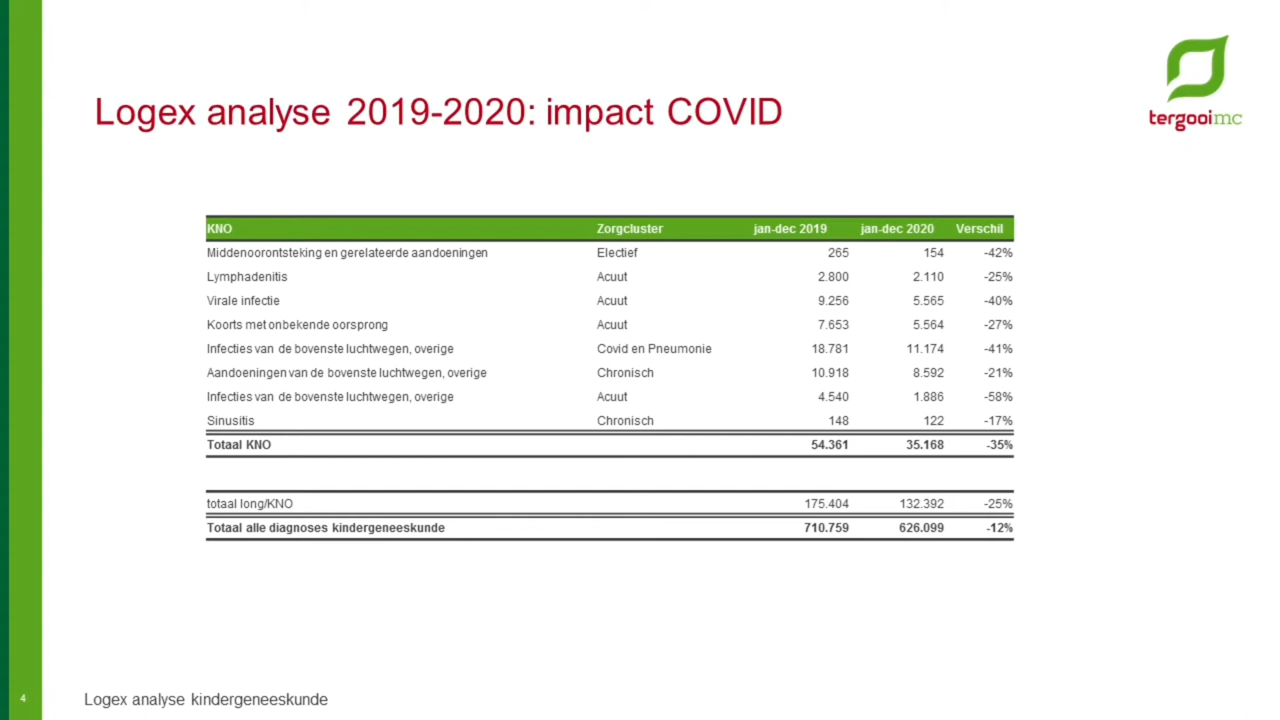 tergooimc
Logex analyse 2019-2020: impact COVID
KNO Zorgcluster jan-dec 2019 jan-dec 2020 Verschil
Middenoorontsteking en gerelateerde aandoeningen Electief 265 154 -42%
Lymphadenitis Acuut 2.800 2.110 -25%
Virale infectie Acuut 9.256 5.565 -40%
Koorts met onbekende oorsprong Acuut 7.653 5.564 -27%
Infecties van de bovenste luchtwegen, overige Covid en Pneumonie 18.781 11.174 -41%
Aandoeningen van de bovenste luchtwegen, overige Chronisch 10.918 8.592 -21%
Infecties van de bovenste luchtwegen, overige Acuut 4.540 1.886 -58%
Sinusitis Chronisch 148 122 -17%
Totaal KNO 54.361 35.168 -35%
totaal long/KNO 175.404 132.392 -25%
Totaal alle diagnoses kindergeneeskunde 710.759 626.099 -12%
4 Logex analyse kindergeneeskunde